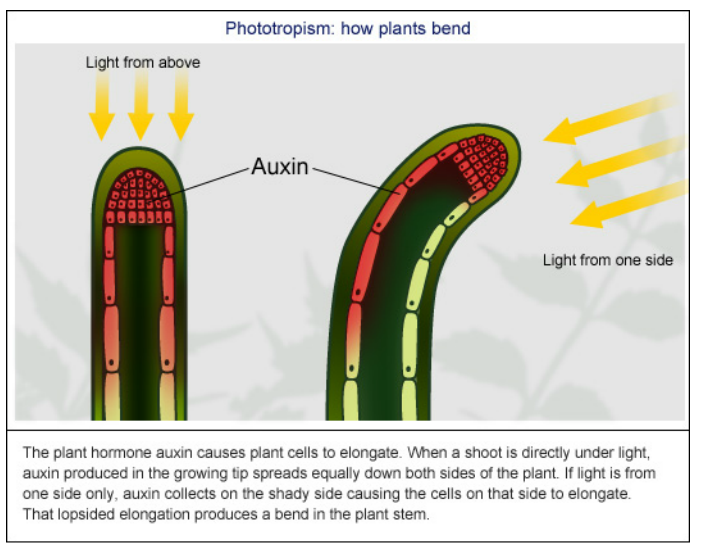 Phototropism: how plants bend
Light from above
Auxin
Light from one side
The plant hormone auxin causes plant cells to elongate. When a shoot is directly under light,
auxin produced in the growing tip spreads equally down both sides of the plant. If light is from
one side only, auxin collects on the shady side causing the cells on that side to elongate.
That lopsided elongation produces a bend in the plant stem.